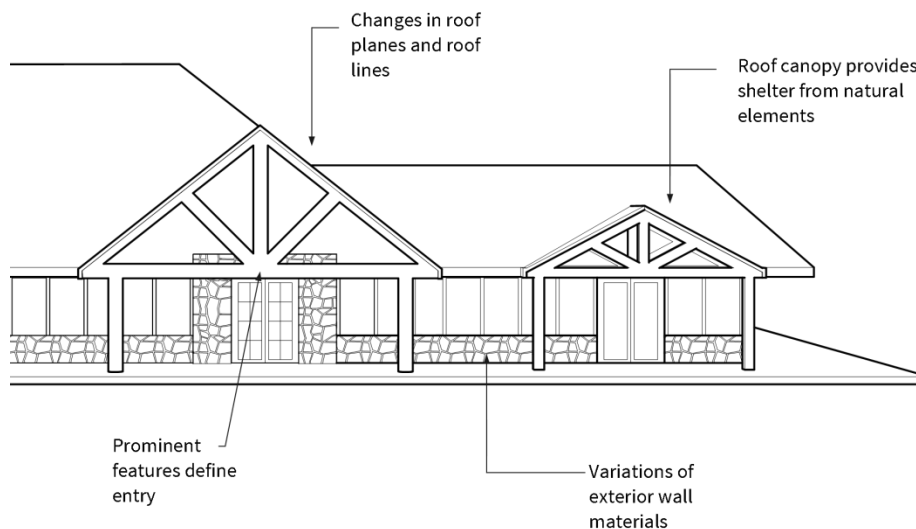 Changes in roof
planes and roof
lines
Roof canopy provides
shelter from natural
elements
Prominent
features define
entry
Variations of
exterior wall
materials